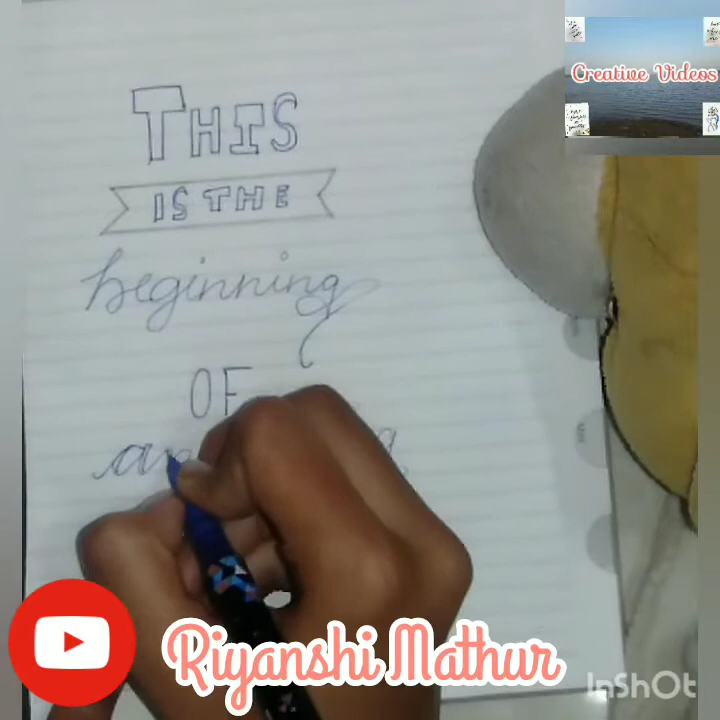 Creative Videos
THIS
IS THE
beginning
OF
Riyanshi Mathur
InShOt